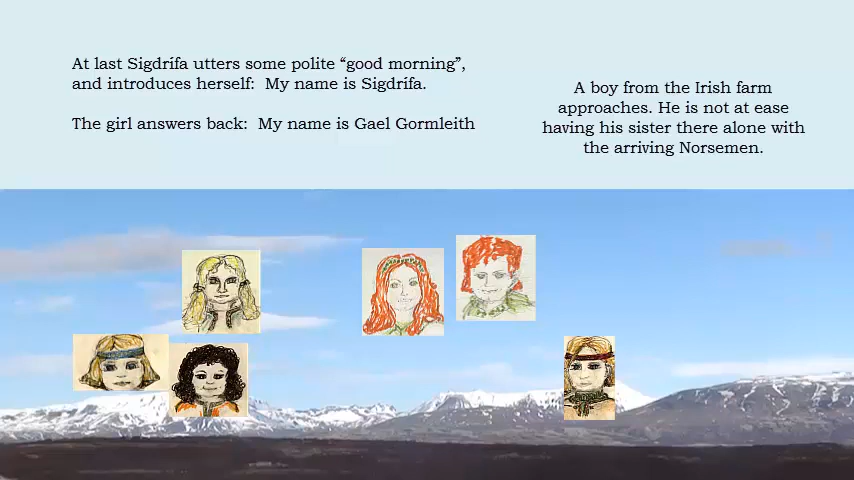 At last Sigdrífa utters some polite “good morning”,
and introduces herself:  My name is Sigdrífa.
The girl answers back:  My name is Gael Gormleith
A boy from the Irish farm
approaches. He is not at ease
having his sister there alone with
the arriving Norsemen.